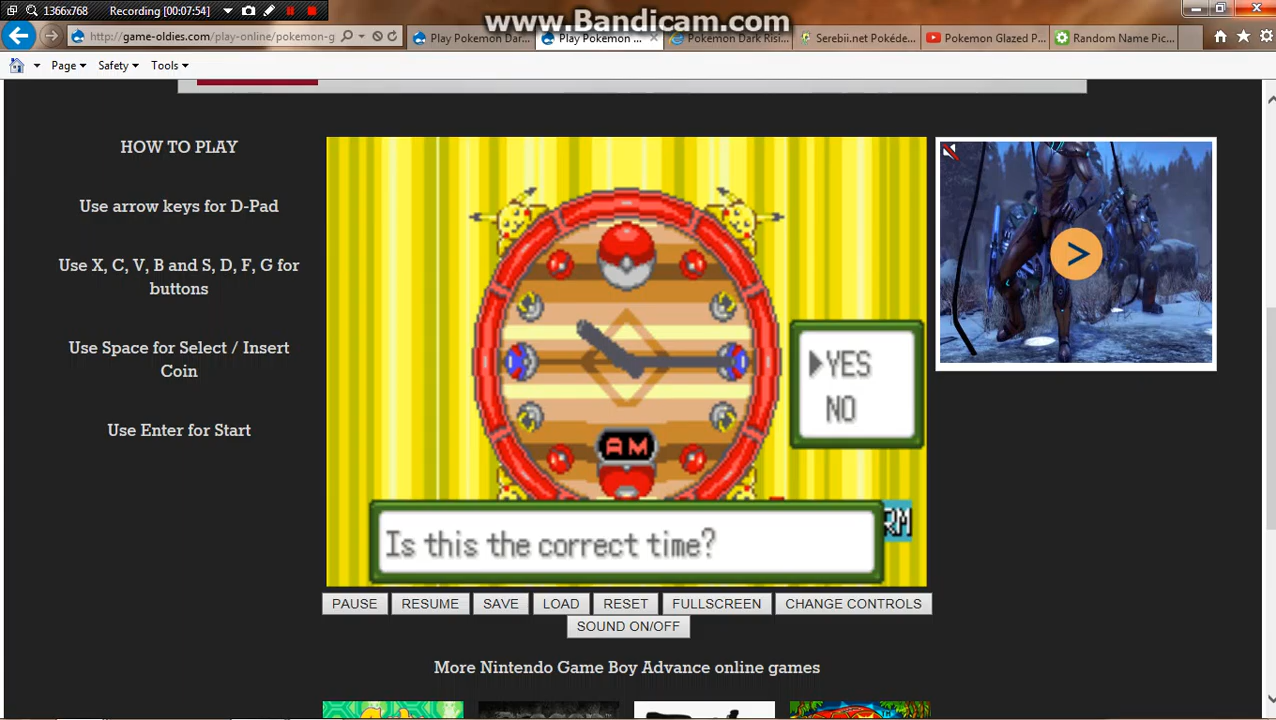 1366x768 Recording [00:07:54]
www.Bandicam.com
http://game-oldies.com/play-online/pokemon-g
Play Pokemon Dar...
Play Pokemon ...
Pokemon Dark Risi...
Serebii.net Pokéde...
Pokemon Glazed P...
Random Name Pic...
Page Safety Tools
HOW TO PLAY
Use arrow keys for D-Pad
Use X, C, V, B and S, D, F, G for
buttons
Use Space for Select / Insert
Coin
Use Enter for Start
YES
NO
AM
RM
Is this the correct time?
PAUSE RESUME SAVE LOAD RESET FULLSCREEN CHANGE CONTROLS
SOUND ON/OFF
More Nintendo Game Boy Advance online games